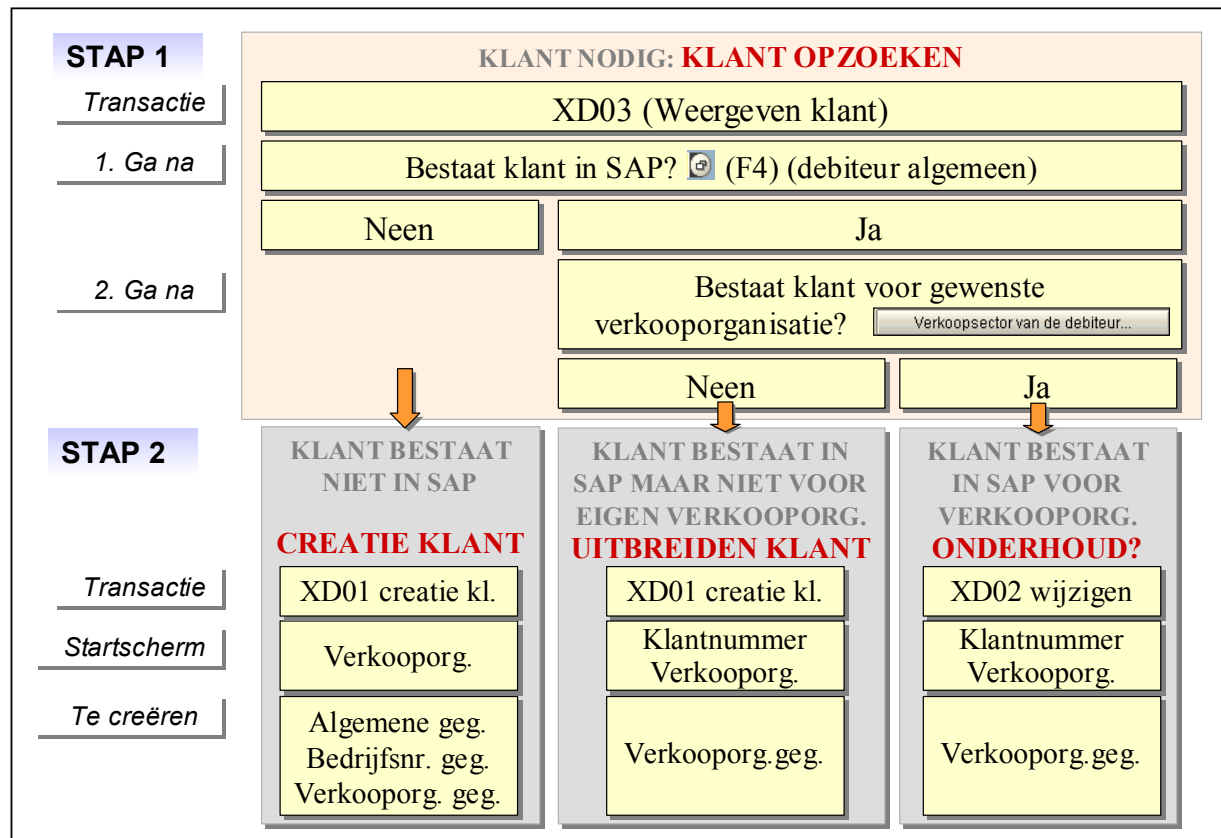 STAP 1
KLANT NODIG: KLANT OPZOEKEN
Transactie
XD03 (Weergeven klant)
1. Ga na
Bestaat klant in SAP? (F4) (debiteur algemeen)
Neen
Ja
2. Ga na
Bestaat klant voor gewenste
verkooporganisatie?
Verkoopsector van de debiteur...
Neen
Ja
STAP 2
KLANT BESTAAT
NIET IN SAP
CREATIE KLANT
KLANT BESTAAT IN
SAP MAAR NIET VOOR
EIGEN VERKOOPORG.
UITBREIDEN KLANT
KLANT BESTAAT
IN SAP VOOR
VERKOOPORG.
ONDERHOUD?
Transactie
XD01 creatie kl.
XD01 creatie kl.
XD02 wijzigen
Startscherm
Verkooporg.
Klantnummer
Verkooporg.
Klantnummer
Verkooporg.
Te creëren
Algemene geg.
Bedrijfsnr. geg.
Verkooporg. geg.
Verkooporg.geg.
Verkooporg.geg.